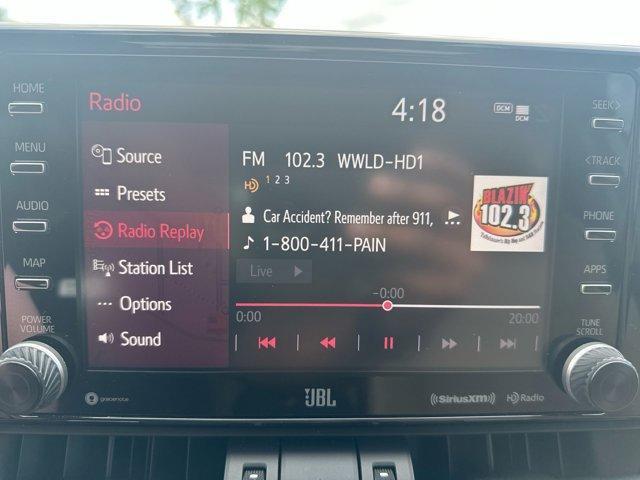 HOME
MENU
AUDIO
MAP
POWER
VOLUME
Radio
4:18
DCM
DCM
Source
Presets
Radio Replay
Station List
Options
Sound
FM 102.3 WWLD-HD1
HD 1 2 3
Car Accident? Remember after 911, ...
1-800-411-PAIN
BLAZIN'
102.3
Live
-0:00
0:00
20:00
SEEK>
<TRACK
PHONE
APPS
TUNE
SCROLL
gracenote
JBL
((SiriusXM))
HD Radio